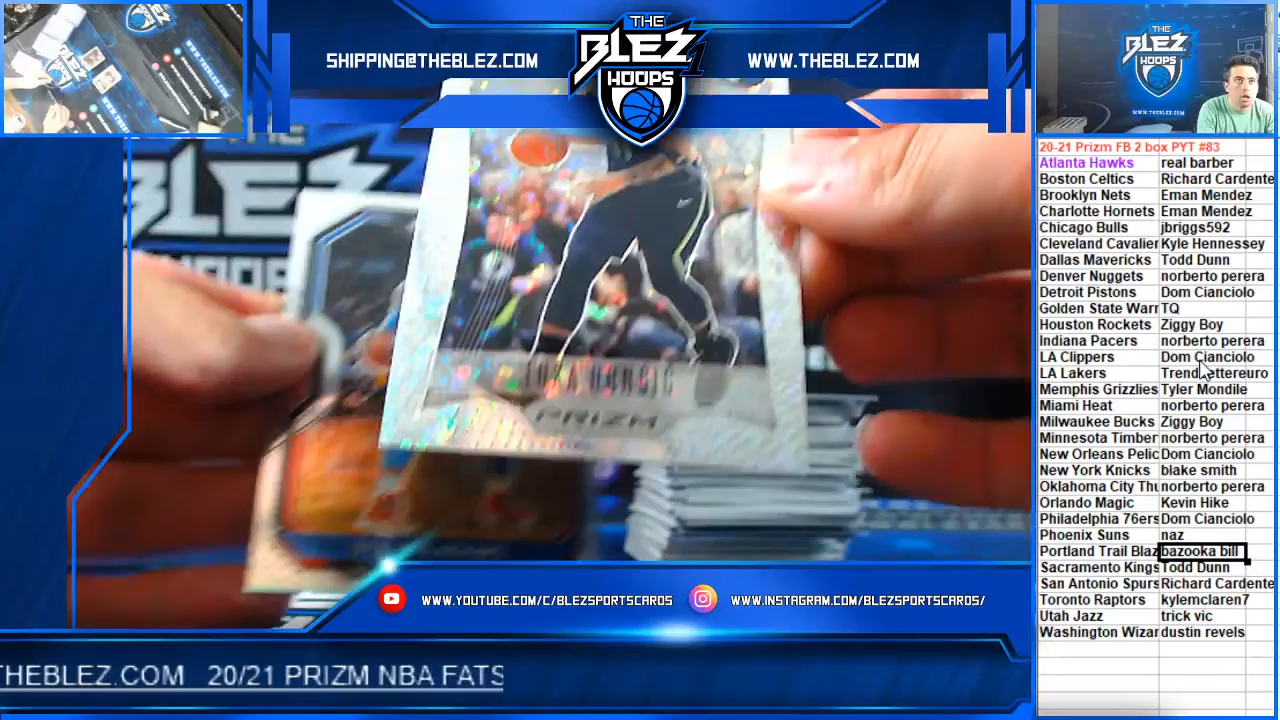 SHIPPING@THEBLEZ.COM
THE
BLEZ
HOOPS
WWW.THEBLEZ.COM
BLEZ
HOOPS
BLEZ
PRIZM
20-21 Prizm FB 2 box PYT #83
Atlanta Hawks real barber
Boston Celtics Richard Cardente
Brooklyn Nets Eman Mendez
Charlotte Hornets Eman Mendez
Chicago Bulls jbriggs592
Cleveland Cavalier Kyle Hennessey
Dallas Mavericks Todd Dunn
Denver Nuggets norberto perera
Detroit Pistons Dom Cianciolo
Golden State Warr TQ
Houston Rockets Ziggy Boy
Indiana Pacers norberto perera
LA Clippers Dom Cianciolo
LA Lakers
Memphis Grizzlies Tyler Mondile
Miami Heat norberto perera
Milwaukee Bucks Ziggy Boy
Minnesota Timber norberto perera
New Orleans Pelic Dom Cianciolo
New York Knicks blake smith
Oklahoma City Thu norberto perera
Orlando Magic Kevin Hike
Philadelphia 76ers Dom Cianciolo
Phoenix Suns naz
Portland Trail Blaz bazooka bill
Sacramento Kings Todd Dunn
San Antonio Spurs Richard Cardente
Toronto Raptors kylemclaren7
Utah Jazz trick vic
Washington Wizar dustin revels
WWW.YOUTUBE.COM/C/BLEZSPORTSCARDS
WWW.INSTAGRAM.COM/BLEZSPORTSCARDS/
THEBLEZ.COM 20/21 PRIZM NBA FATS